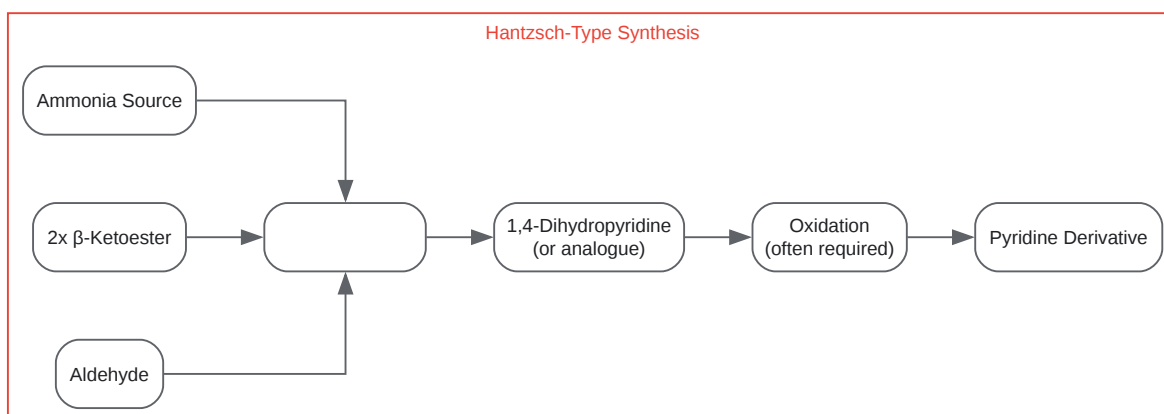 Hantzsch-Type Synthesis
Ammonia Source
2x β-Ketoester
Aldehyde
1,4-Dihydropyridine
(or analogue)
Oxidation
(often required)
Pyridine Derivative